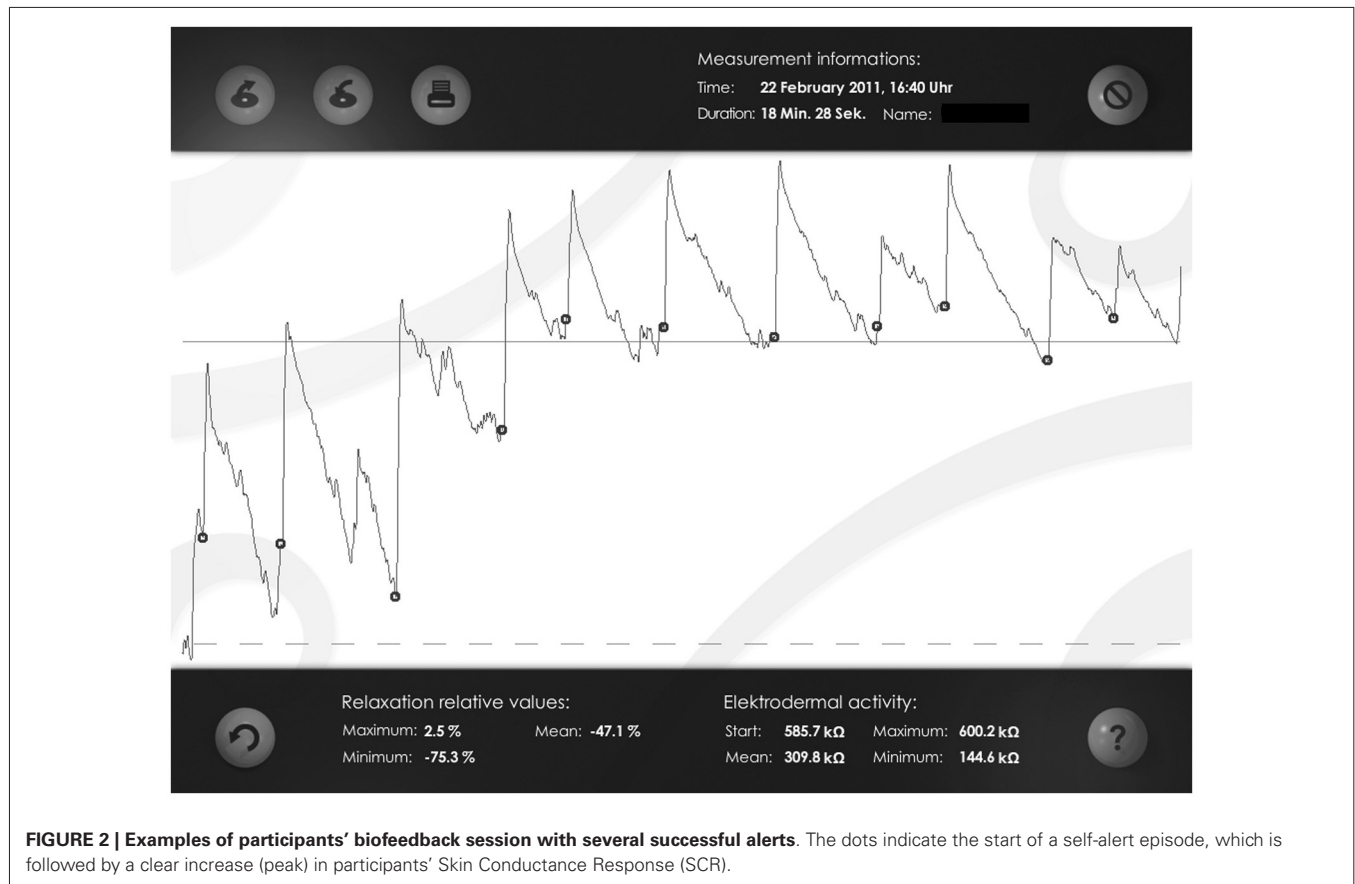 Measurement informations:
Time: 22 February 2011, 16:40 Uhr
Duration: 18 Min. 28 Sek. Name:
Relaxation relative values:
Maximum: 2.5 % Mean: -47.1 %
Minimum: -75.3 %
Elektrodermal activity:
Start: 585.7 kΩ Maximum: 600.2 kΩ
Mean: 309.8 kΩ Minimum: 144.6 kΩ
?
FIGURE 2 | Examples of participants' biofeedback session with several successful alerts. The dots indicate the start of a self-alert episode, which is
followed by a clear increase (peak) in participants' Skin Conductance Response (SCR).